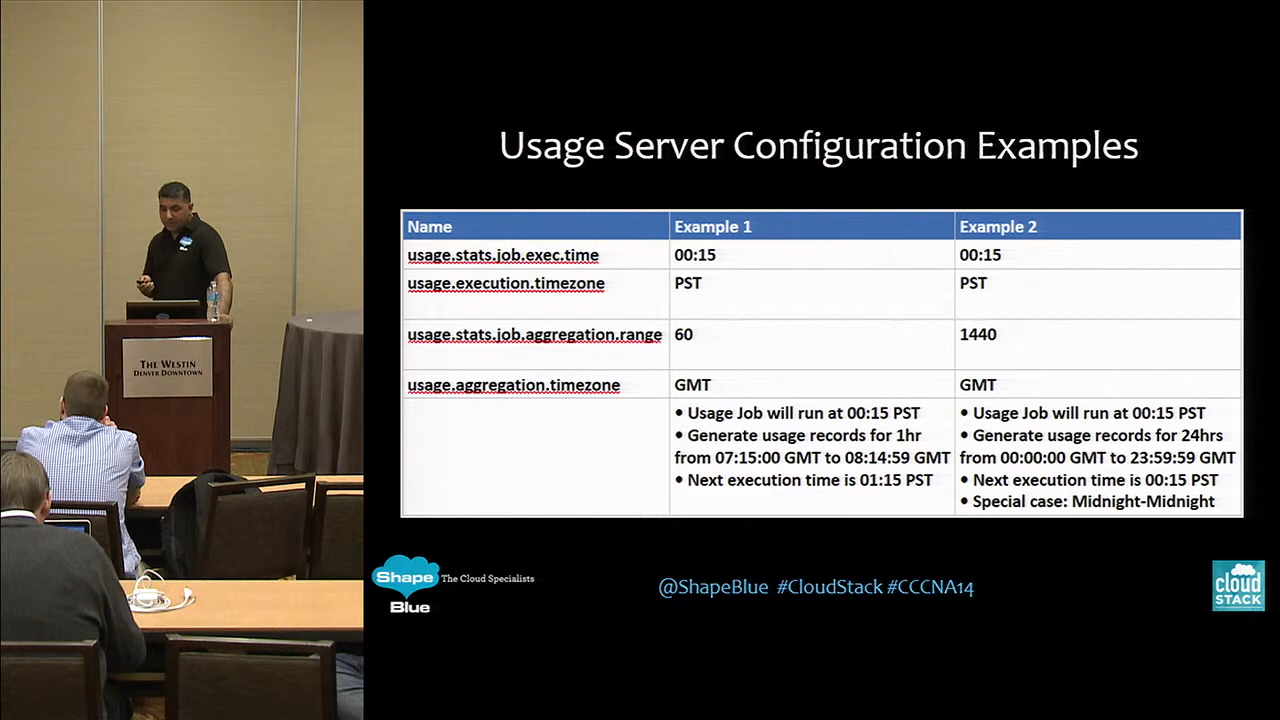 Usage Server Configuration Examples
Name Example 1 Example 2
usage.stats.job.exec.time 00:15 00:15
usage.execution.timezone PST PST
usage.stats.job.aggregation.range 60 1440
usage.aggregation.timezone GMT GMT
• Usage Job will run at 00:15 PST
• Generate usage records for 1hr
from 07:15:00 GMT to 08:14:59 GMT
• Next execution time is 01:15 PST
• Usage Job will run at 00:15 PST
• Generate usage records for 24hrs
from 00:00:00 GMT to 23:59:59 GMT
• Next execution time is 00:15 PST
• Special case: Midnight-Midnight
THE WESTIN
DENVER DOWNTOWN
Shape
Blue
The Cloud Specialists
@ShapeBlue #CloudStack #CCCNA14
cloud
STACK
Blue